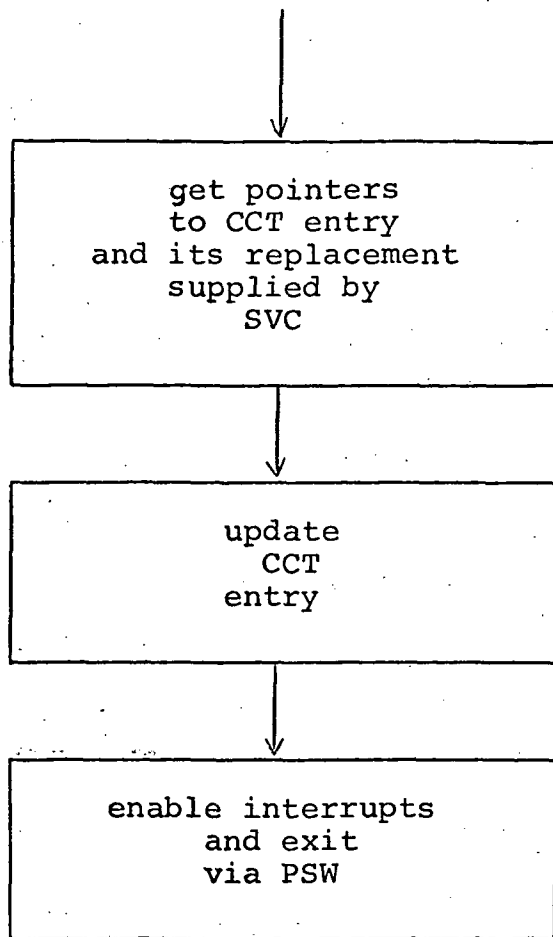 get pointers
to CCT entry
and its replacement
supplied by
SVC
update
CCT
entry
enable interrupts
and exit
via PSW